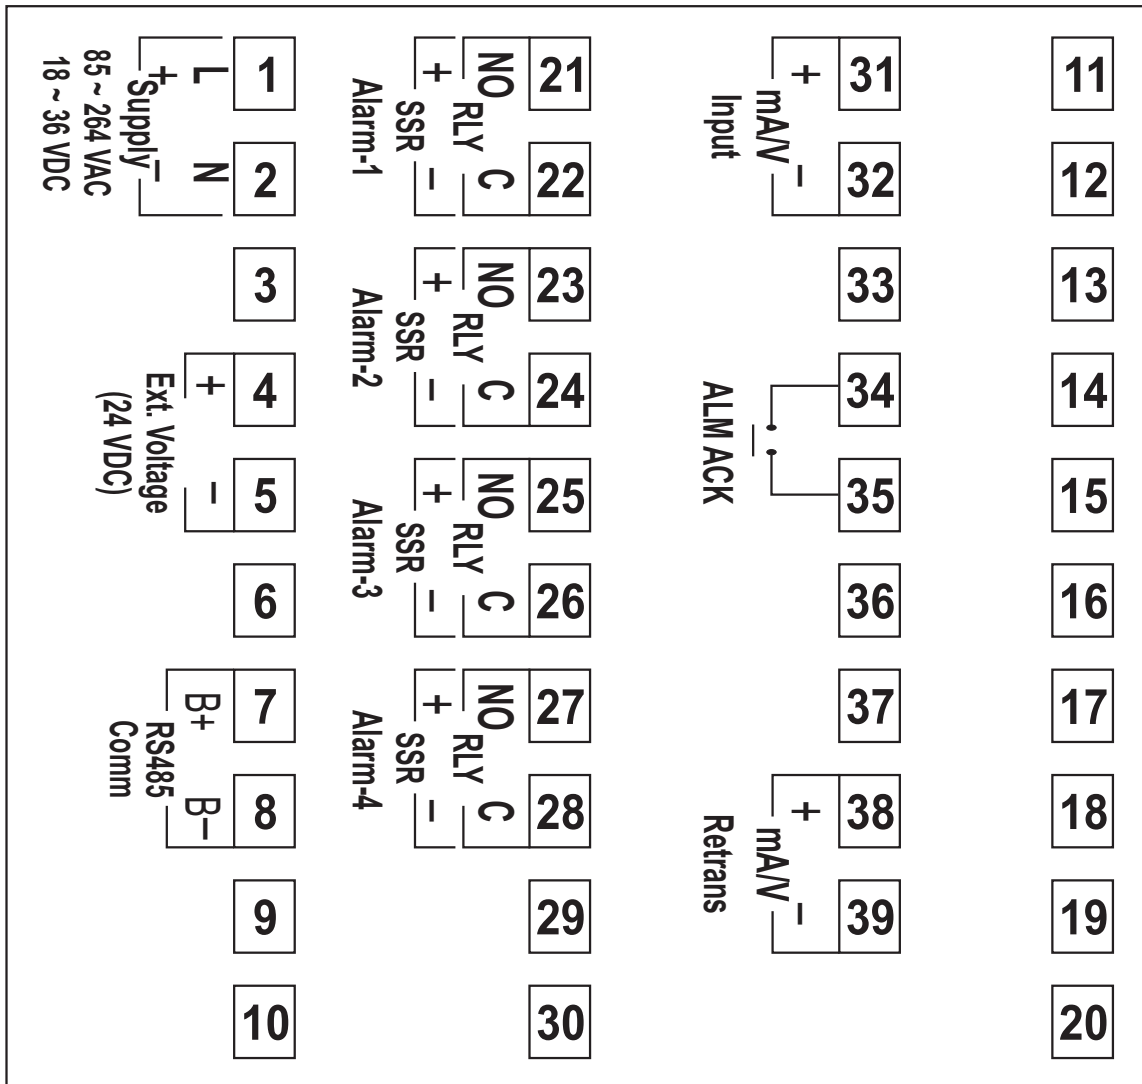 1
L
+
2
N
-
Supply
85 ~ 264 VAC
18 ~ 36 VDC
3
4
+
5
-
Ext. Voltage
(24 VDC)
6
7
B+
8
B-
RS485
Comm
9
10
21
NO
+
22
C
-
RLY
SSR
Alarm-1
23
NO
+
24
C
-
RLY
SSR
Alarm-2
25
NO
+
26
C
-
RLY
SSR
Alarm-3
27
NO
+
28
C
-
RLY
SSR
Alarm-4
29
30
31
+
32
-
mA/V
Input
33
34
35
ALM ACK
36
37
38
+
39
-
mA/V
Retrans
11
12
13
14
15
16
17
18
19
20